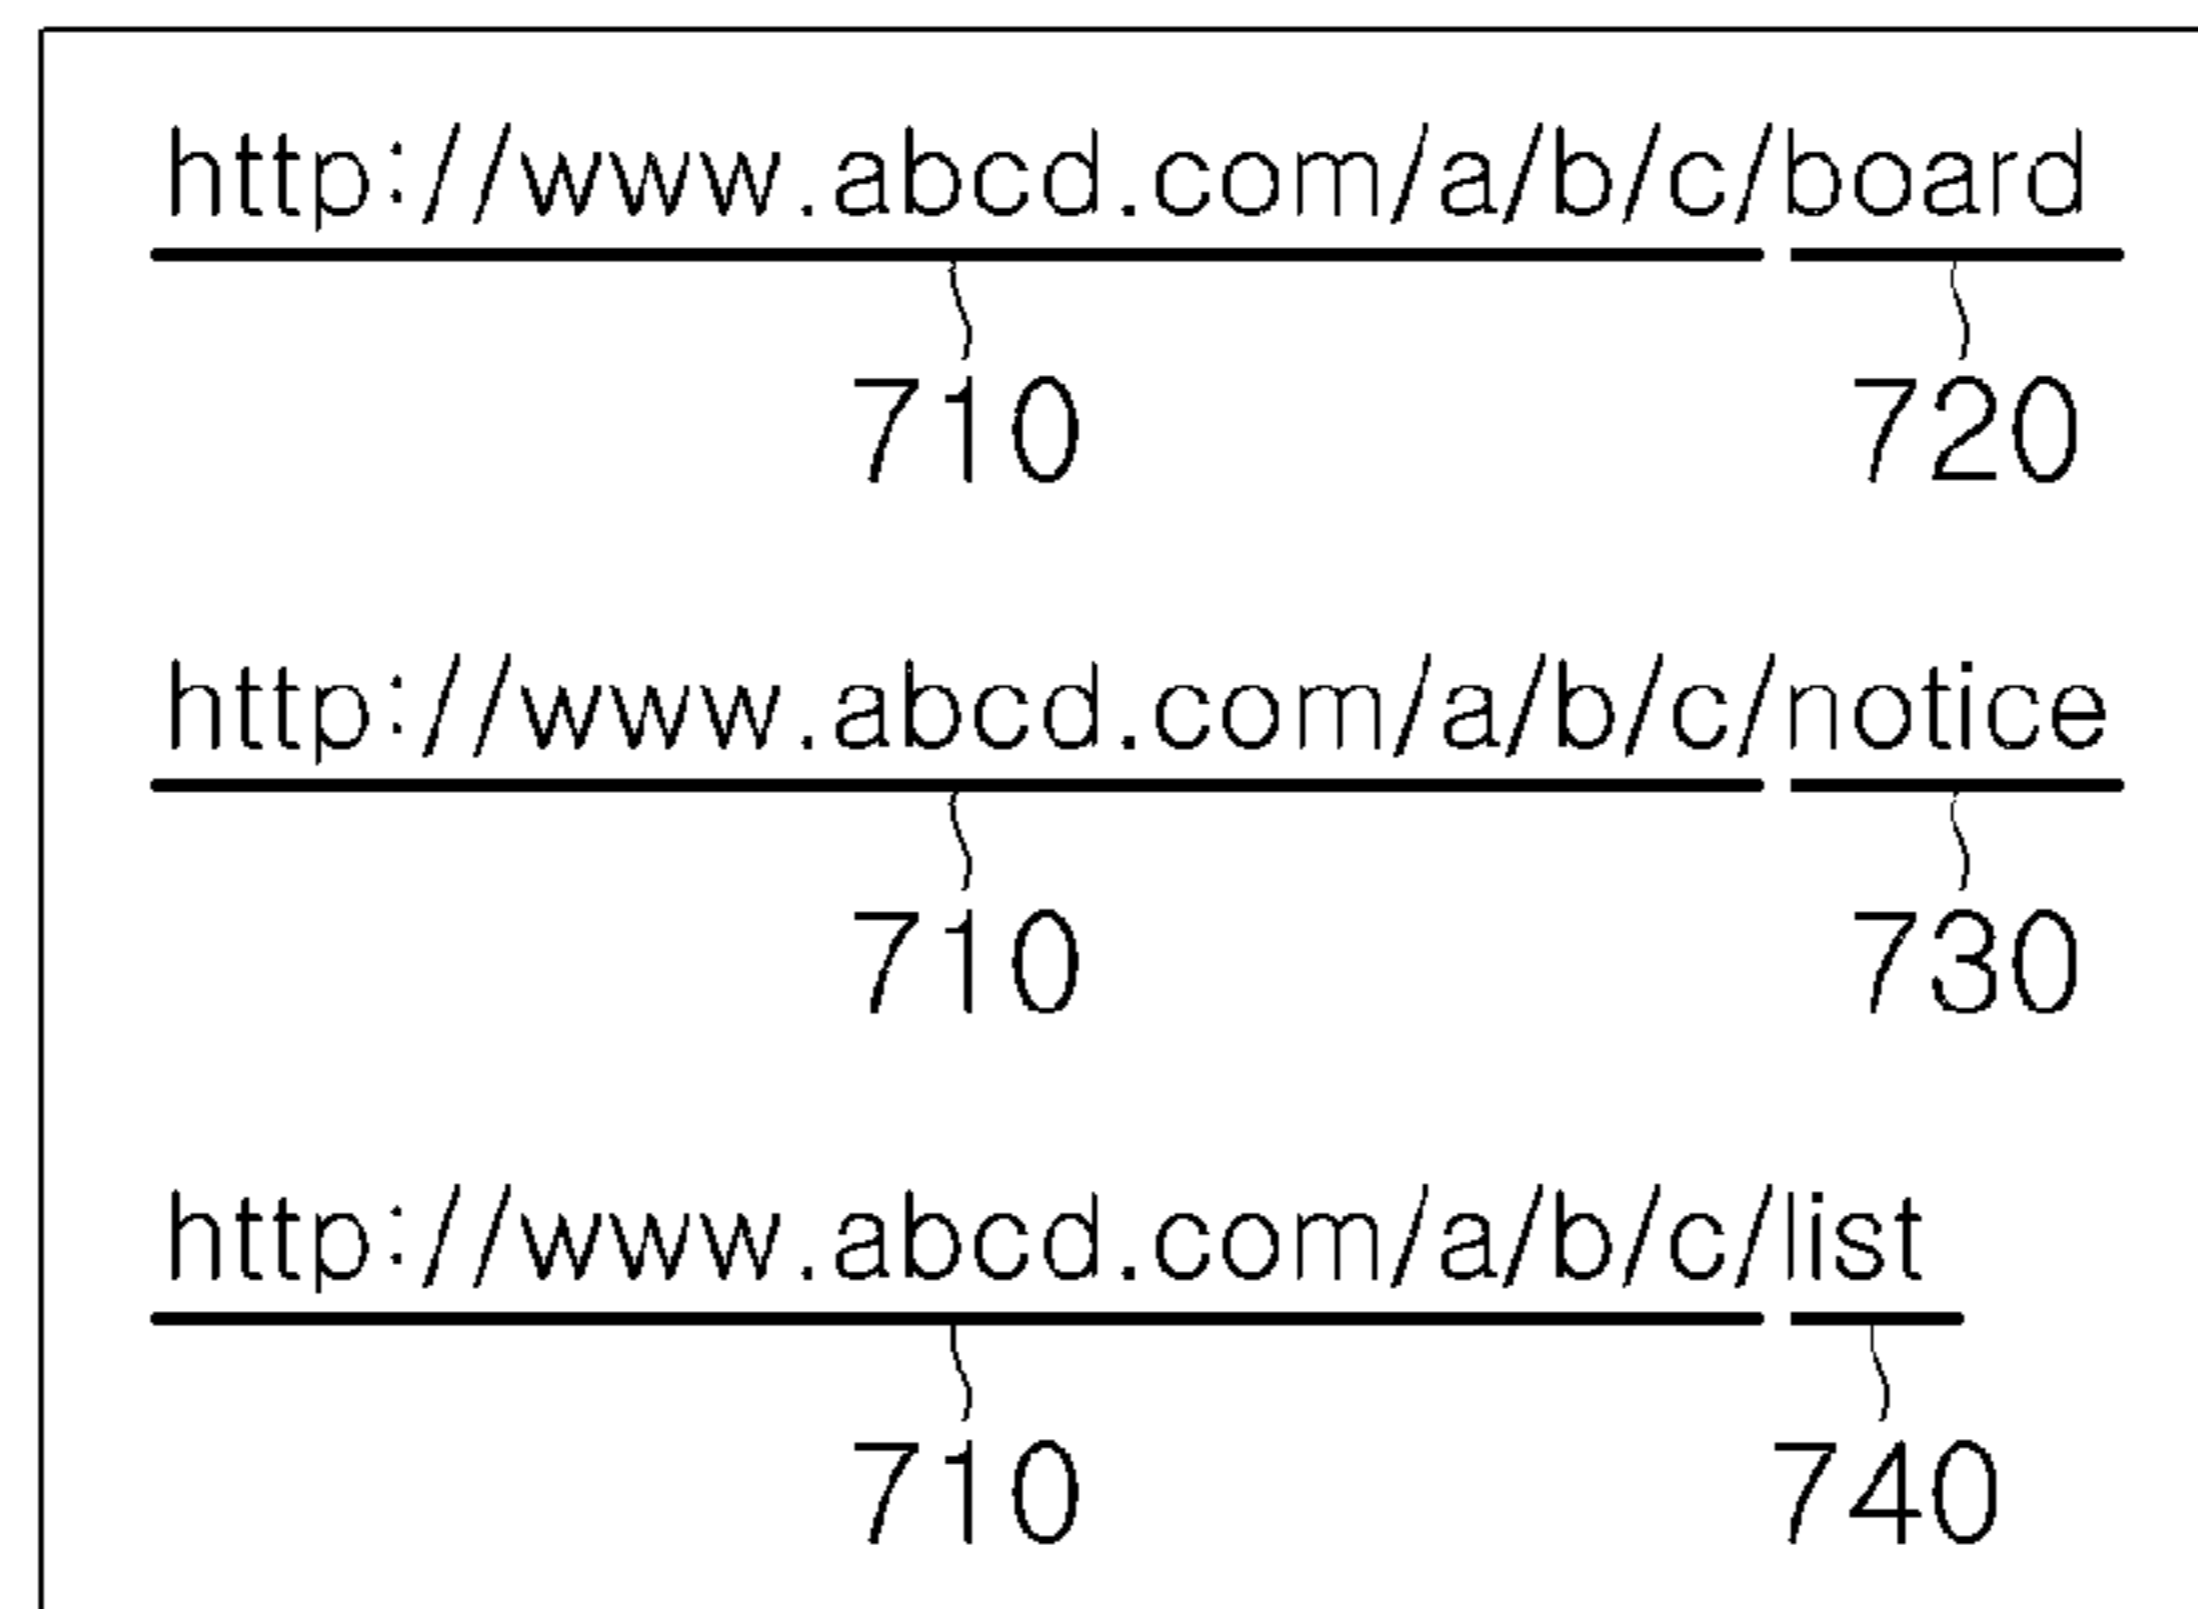 http://www.abcd.com/a/b/c/board
710 720
http://www.abcd.com/a/b/c/notice
710 730
http://www.abcd.com/a/b/c/list
710 740